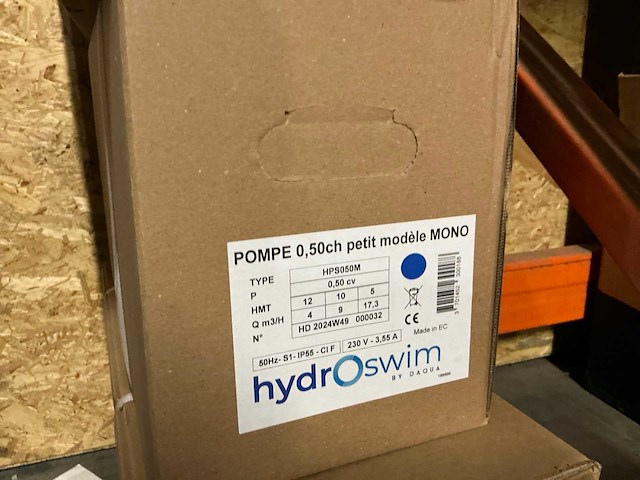 POMPE 0,50ch petit modèle MONO
TYPE HPS050M
P 0,50 cv
HMT 12 10 5
Q m3/H 4 9 17,3
N° HD 2024W49 000032
50Hz- S1- IP55 - Cl F 230 V - 3,55 A
CE
Made in EC
hydrOswim
BY DAQUA